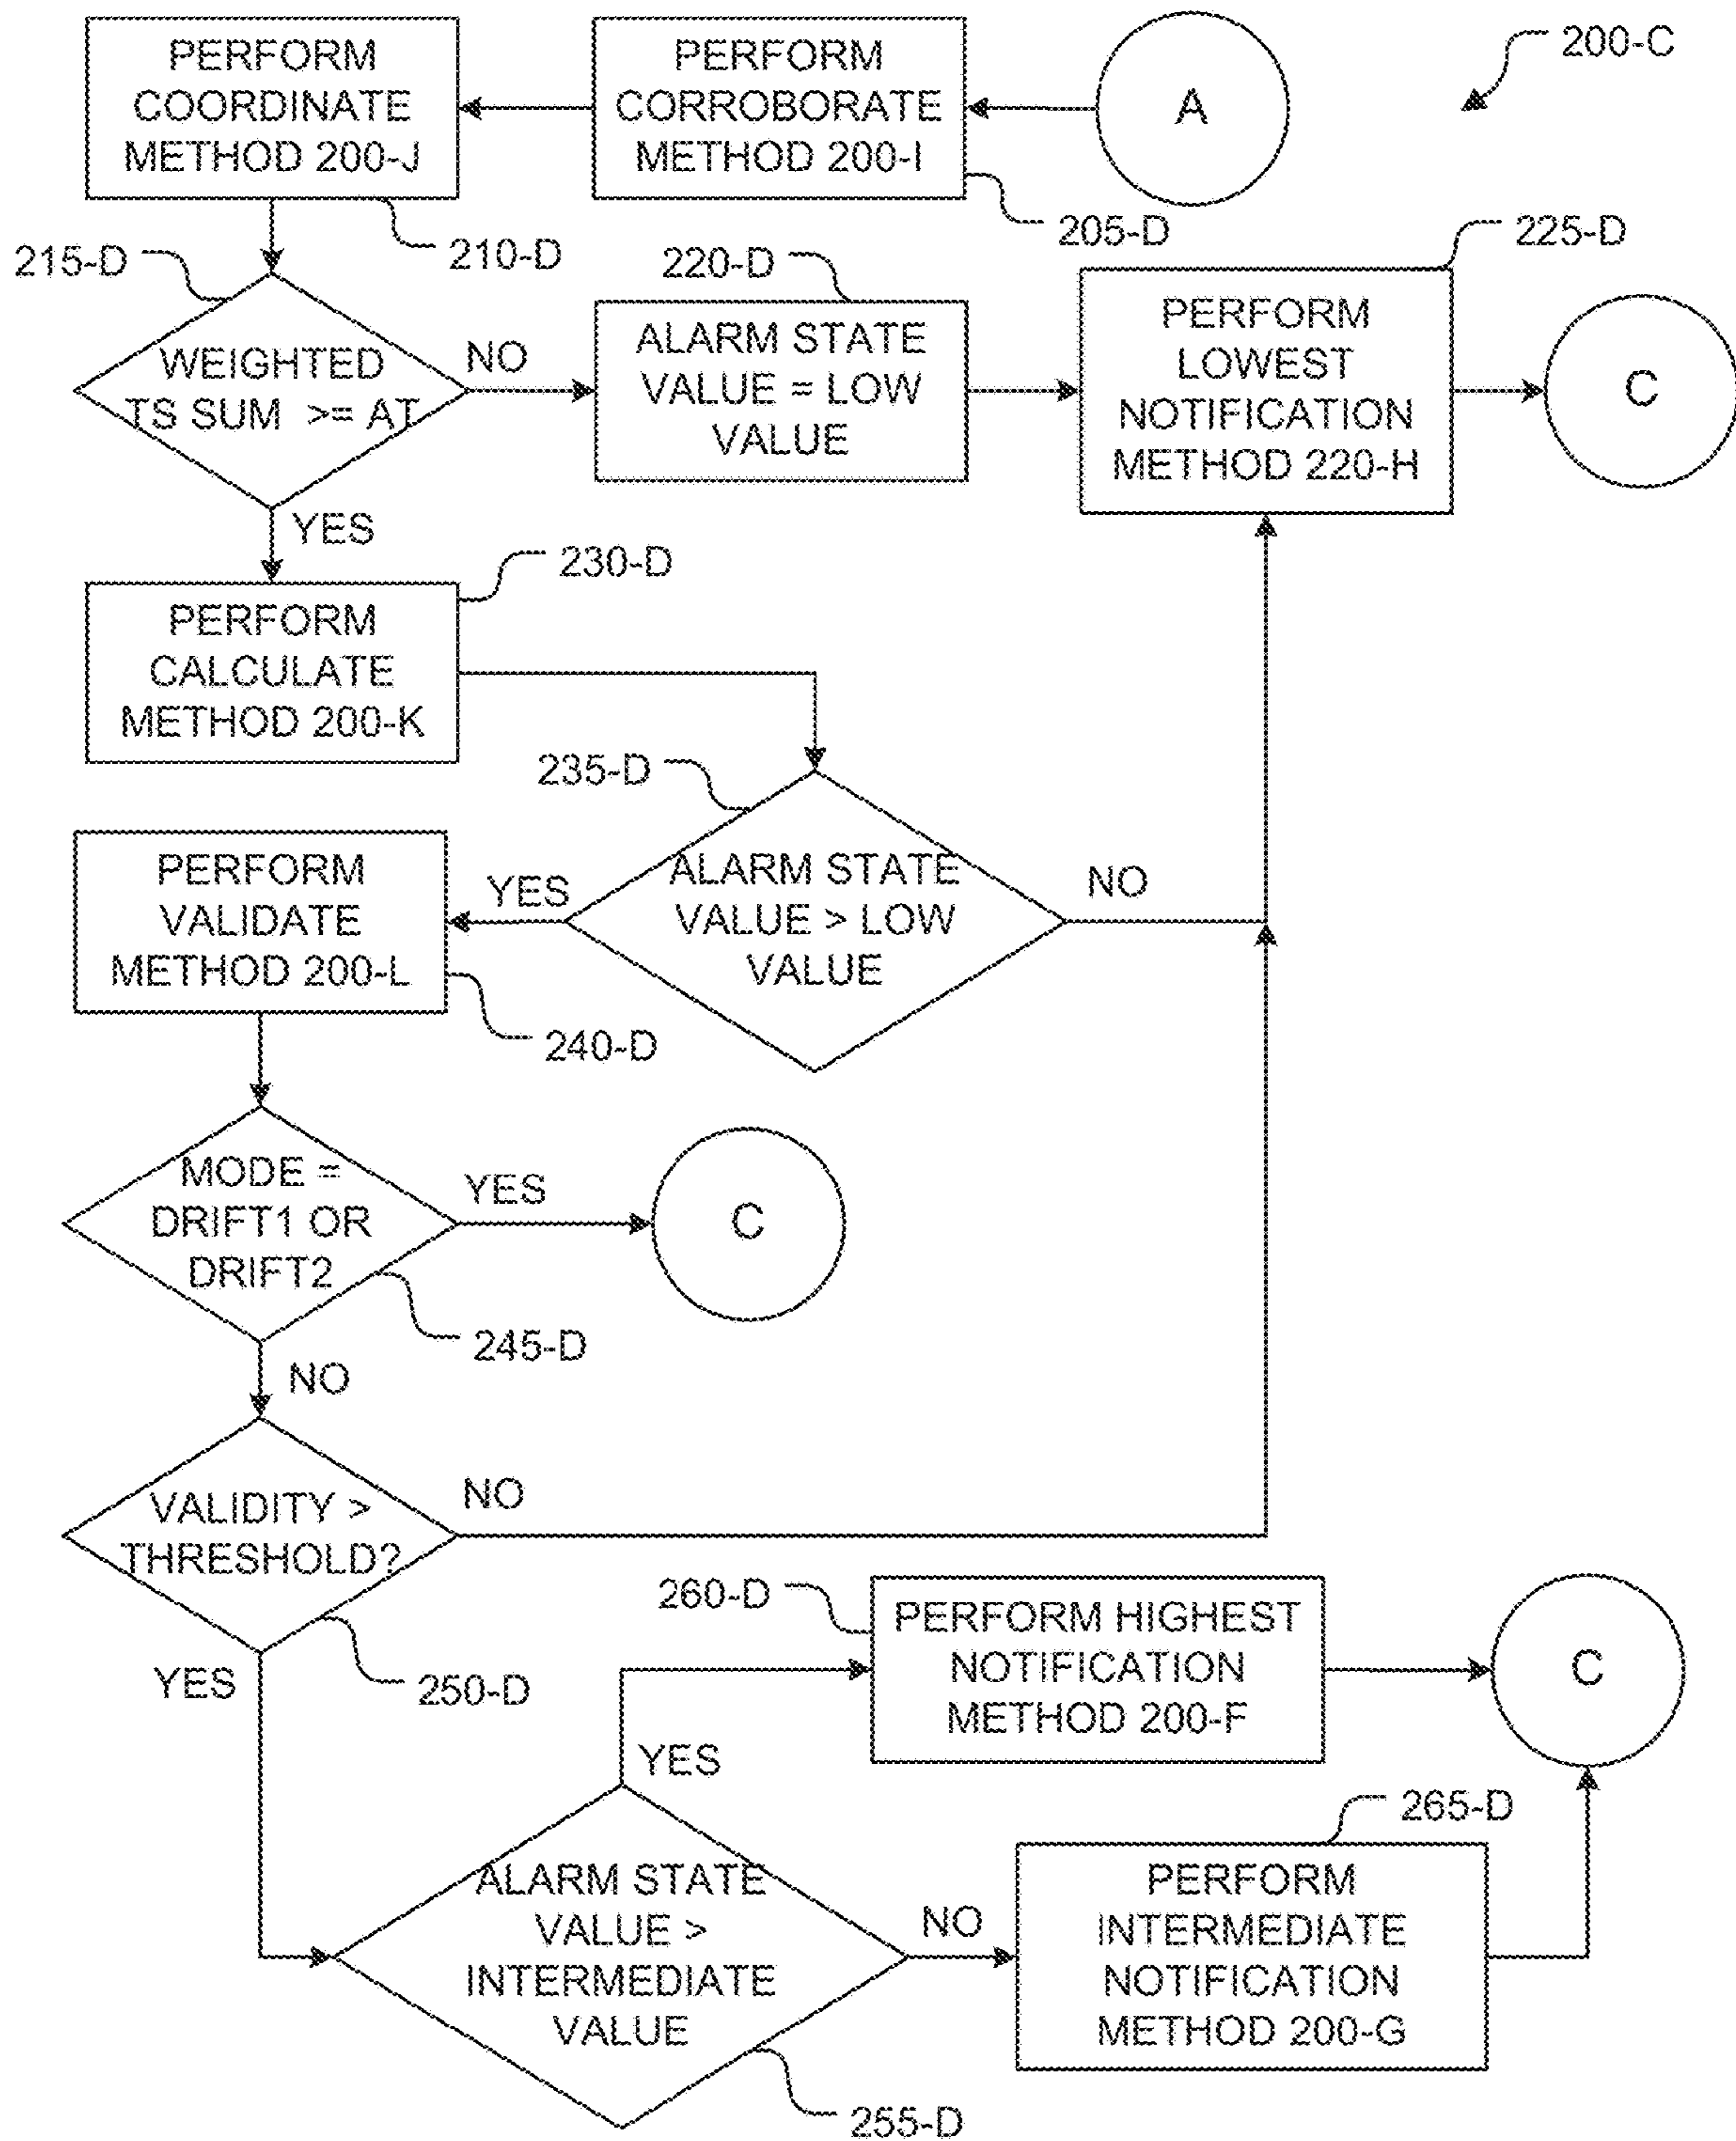 PERFORM
COORDINATE
METHOD 200-J
PERFORM
CORROBORATE
METHOD 200-I
A
200-C
205-D
210-D
215-D
WEIGHTED
TS SUM >= AT
NO
YES
220-D
ALARM STATE
VALUE = LOW
VALUE
225-D
PERFORM
LOWEST
NOTIFICATION
METHOD 220-H
C
230-D
PERFORM
CALCULATE
METHOD 200-K
235-D
ALARM STATE
VALUE > LOW
VALUE
YES
NO
PERFORM
VALIDATE
METHOD 200-L
240-D
MODE =
DRIFT1 OR
DRIFT2
YES
C
245-D
NO
VALIDITY >
THRESHOLD?
NO
YES
250-D
260-D
PERFORM HIGHEST
NOTIFICATION
METHOD 200-F
C
YES
ALARM STATE
VALUE >
INTERMEDIATE
VALUE
NO
255-D
265-D
PERFORM
INTERMEDIATE
NOTIFICATION
METHOD 200-G